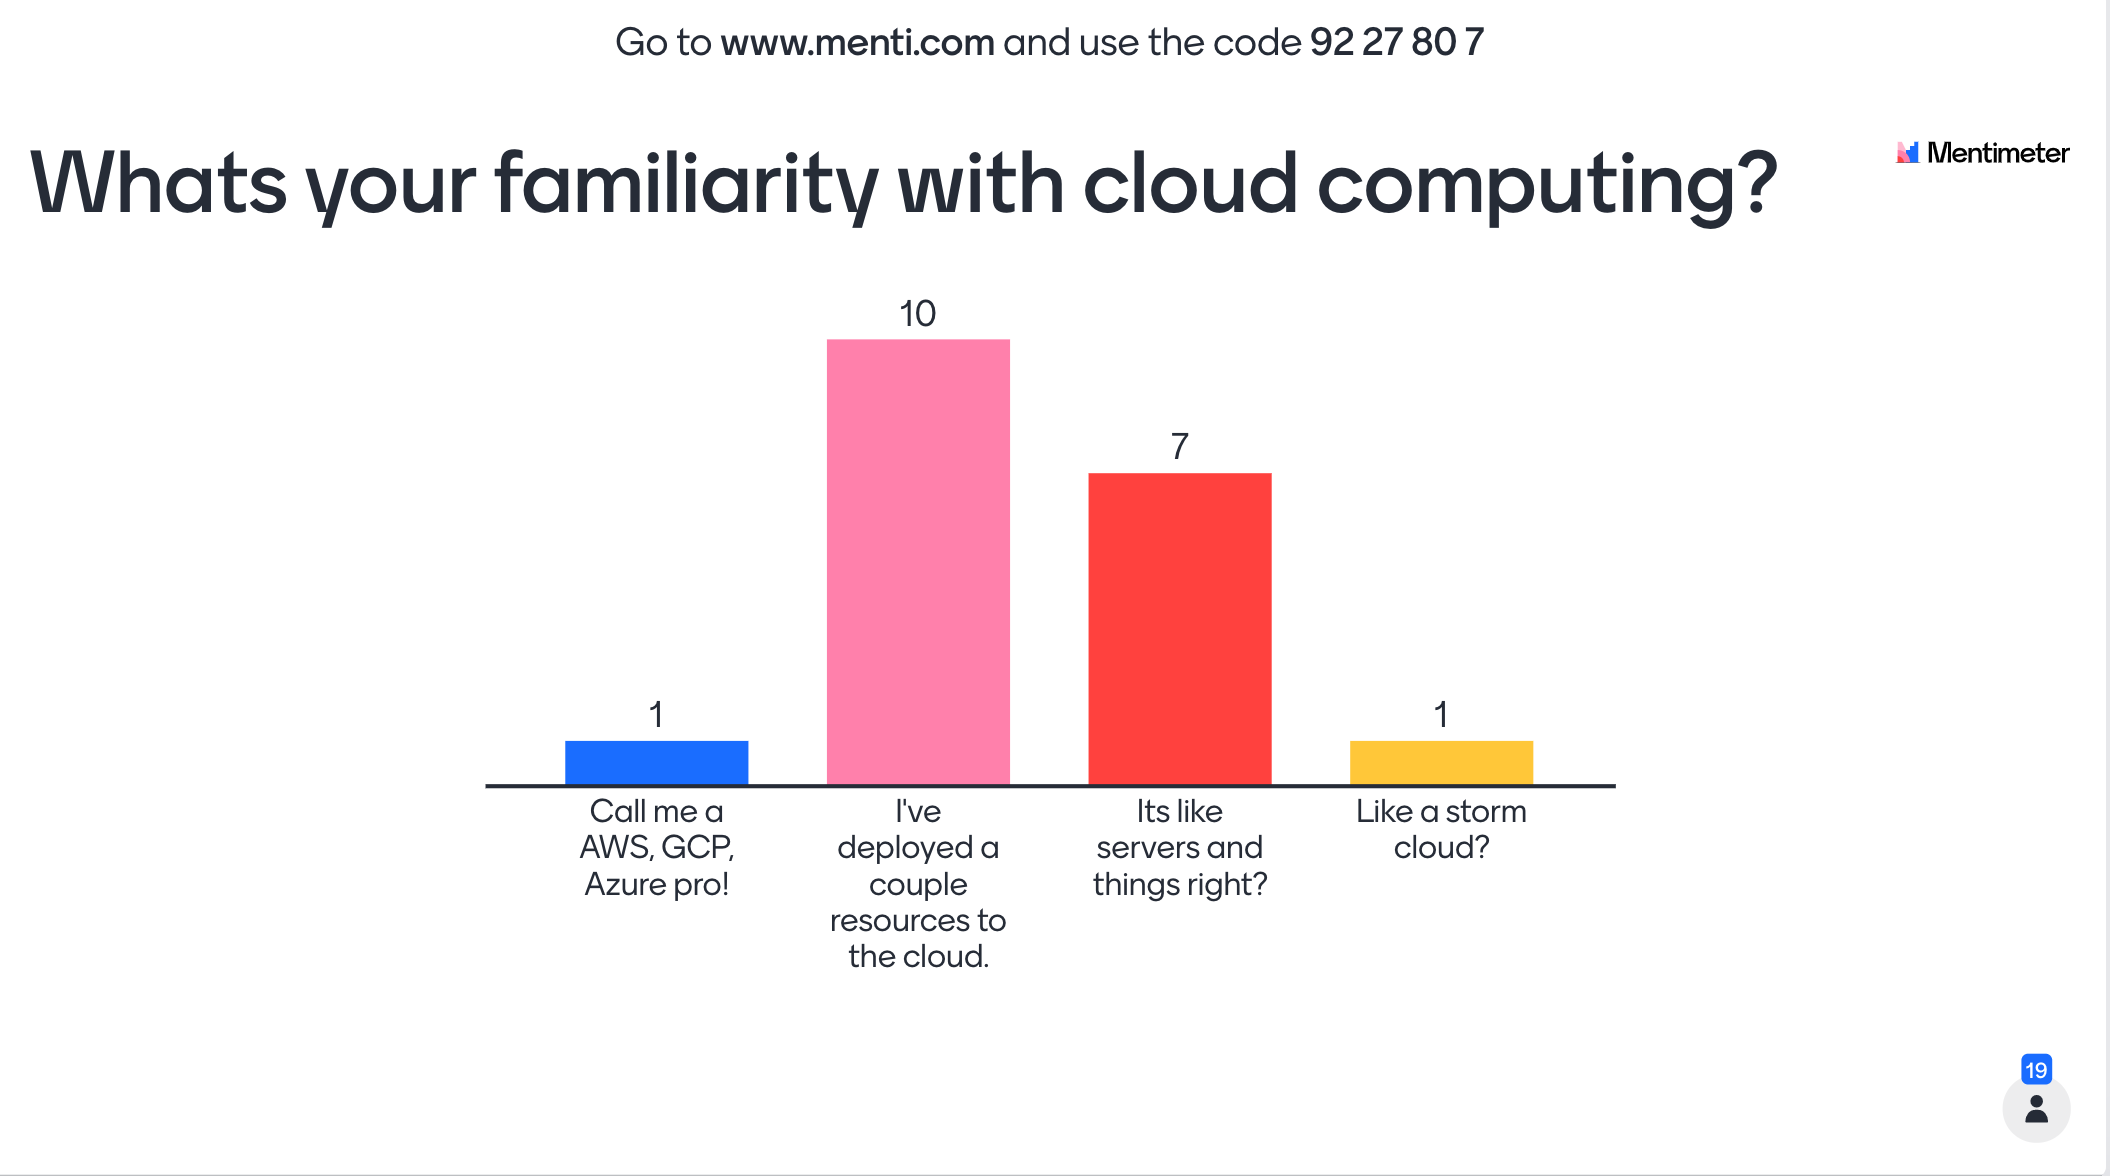 Go to www.menti.com and use the code 92 27 80 7
Mentimeter
Whats your familiarity with cloud computing?
10
7
1
1
Call me a
AWS, GCP,
Azure pro!
I've
deployed a
couple
resources to
the cloud.
Its like
servers and
things right?
Like a storm
cloud?
19